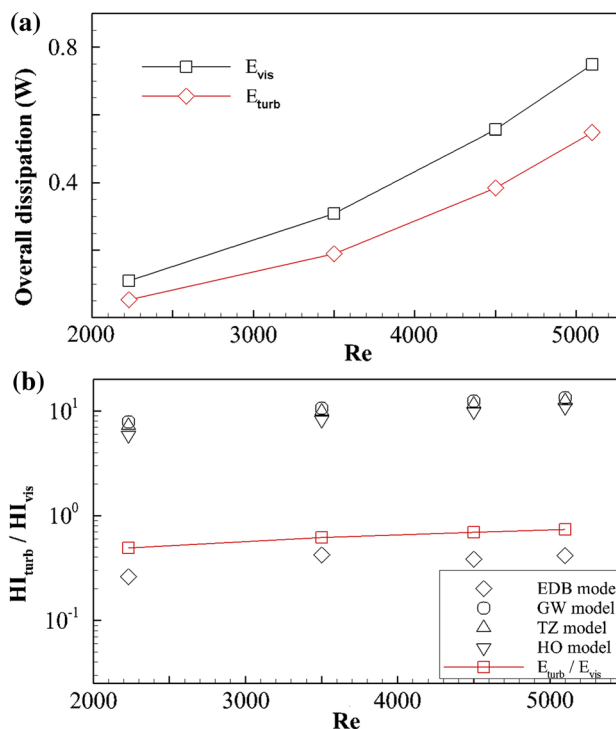 (a)
0.8
0.4
Overall dissipation (W)
E_vis
E_turb
2000 3000 4000 5000
Re
(b)
10^1
10^0
10^-1
HI_turb / HI_vis
EDB model
GW model
TZ model
HO model
E_turb / E_vis
2000 3000 4000 5000
Re